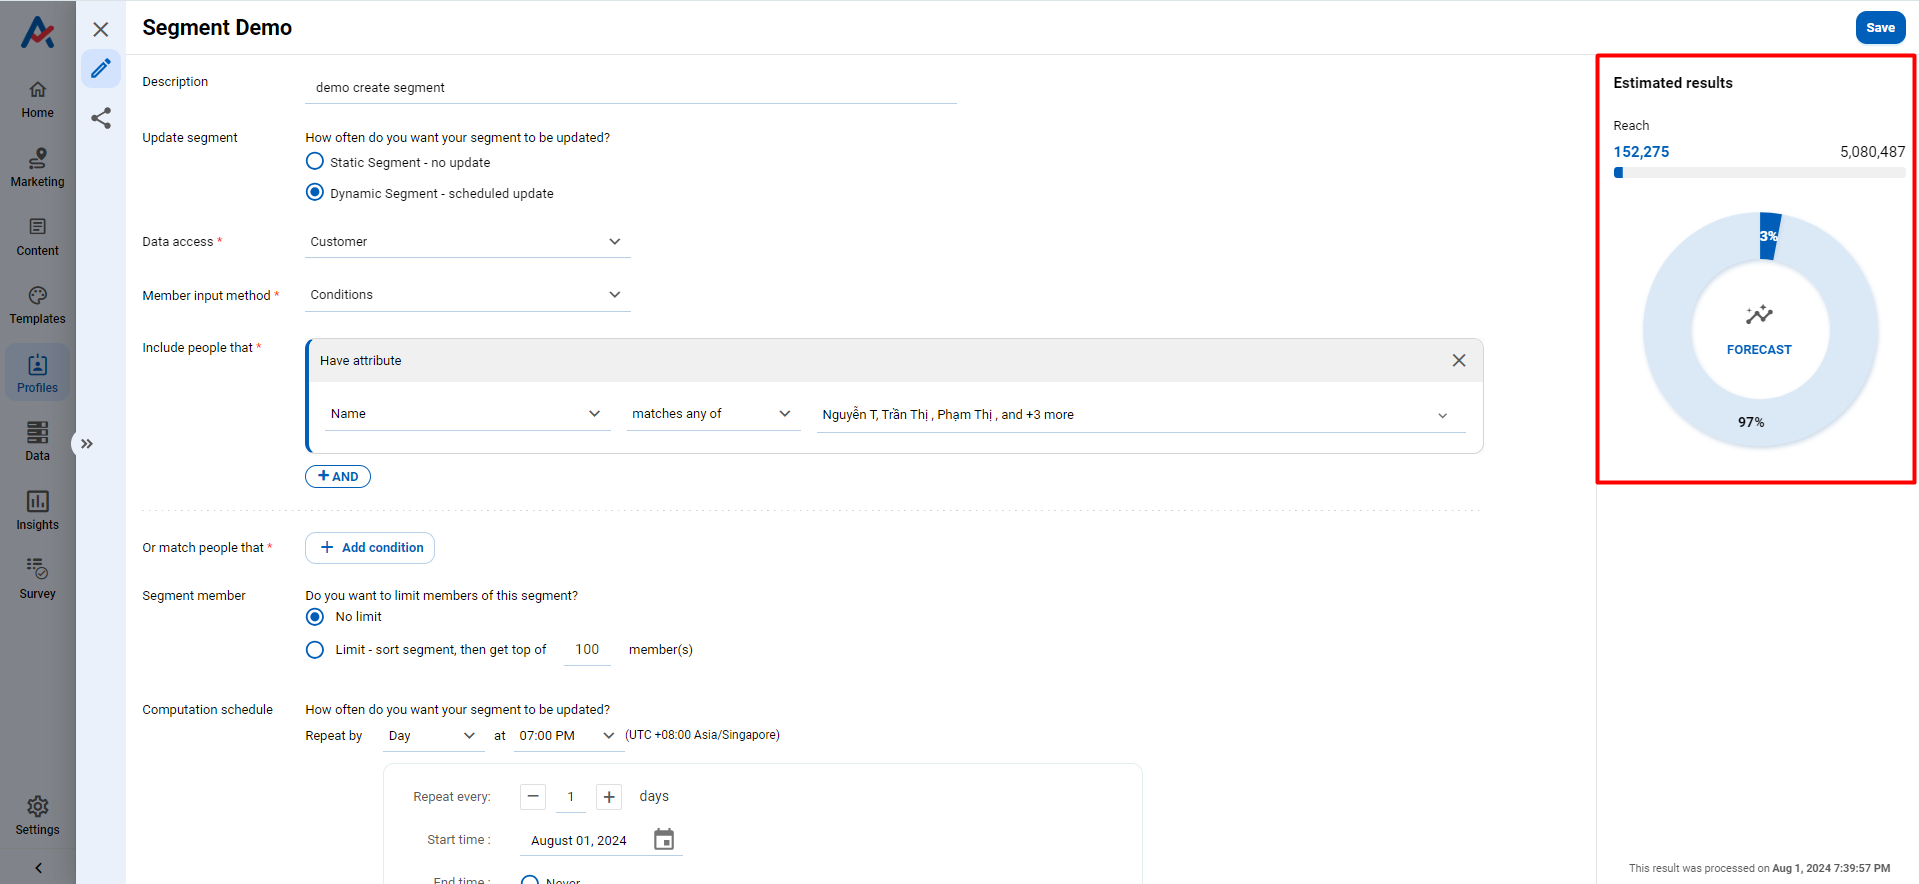 Segment Demo
Save
Home
Marketing
Content
Templates
Profiles
Data
Insights
Survey
Settings
Description
demo create segment
Update segment
How often do you want your segment to be updated?
Static Segment - no update
Dynamic Segment - scheduled update
Data access *
Customer
Member input method *
Conditions
Include people that *
Have attribute
Name
matches any of
Nguyễn T, Trần Thị , Phạm Thị , and +3 more
AND
Or match people that *
Add condition
Segment member
Do you want to limit members of this segment?
No limit
Limit - sort segment, then get top of 100 member(s)
Computation schedule
How often do you want your segment to be updated?
Repeat by Day at 07:00 PM (UTC +08:00 Asia/Singapore)
Repeat every: 1 days
Start time : August 01, 2024
End time : Never
Estimated results
Reach
152,275 5,080,487
3%
FORECAST
97%
This result was processed on Aug 1, 2024 7:39:57 PM